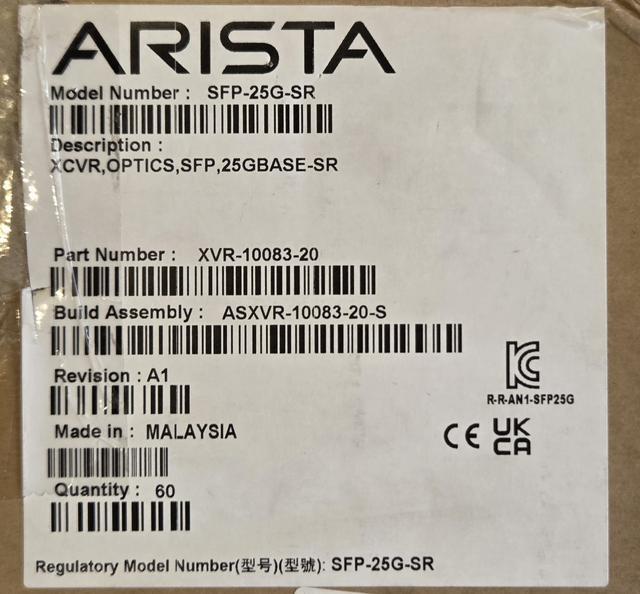 ARISTA
Model Number : SFP-25G-SR
Description :
XCVR,OPTICS,SFP,25GBASE-SR
Part Number : XVR-10083-20
Build Assembly : ASXVR-10083-20-S
Revision : A1
R-R-AN1-SFP25G
Made in : MALAYSIA
CE UK
CA
Quantity : 60
Regulatory Model Number(型号)(型號): SFP-25G-SR